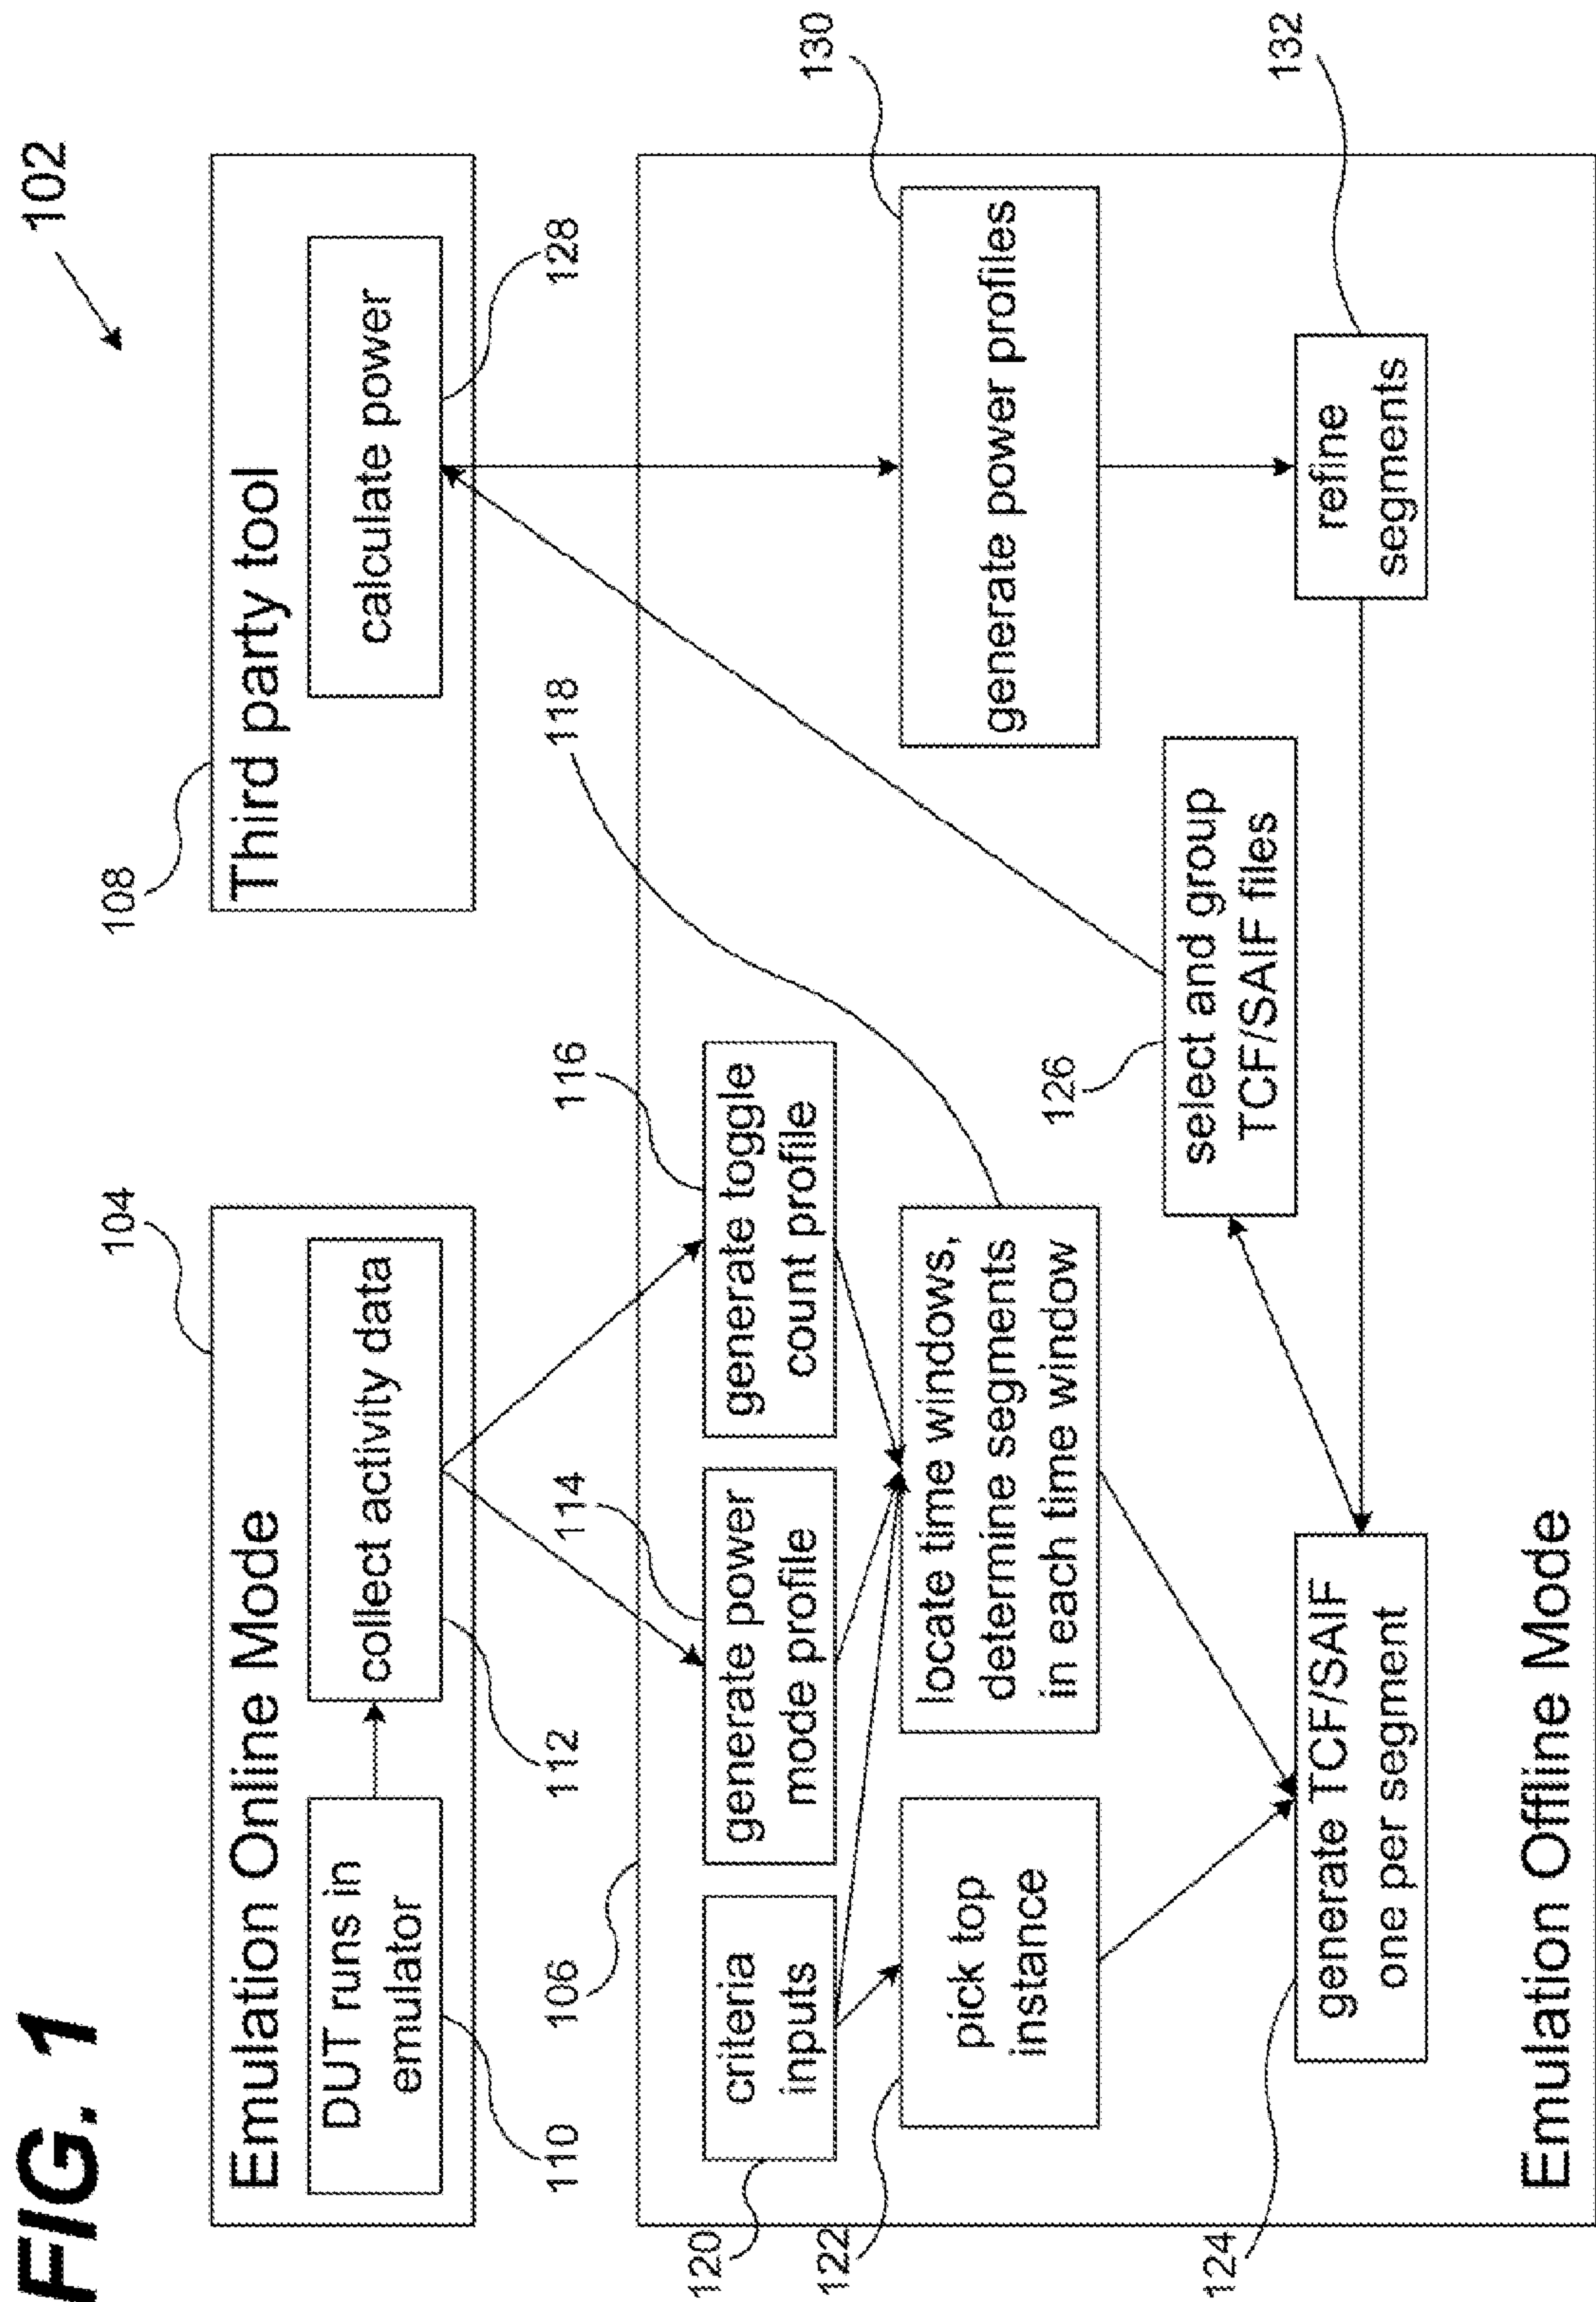 FIG. 1
102
104
Emulation Online Mode
DUT runs in
emulator
110
collect activity data
112
108
Third party tool
calculate power
128
106
criteria
inputs
120
generate power
mode profile
114
generate toggle
count profile
116
118
pick top
instance
122
locate time windows,
determine segments
in each time window
generate power profiles
130
select and group
TCF/SAIF files
126
generate TCF/SAIF
one per segment
124
refine
segments
132
Emulation Offline Mode